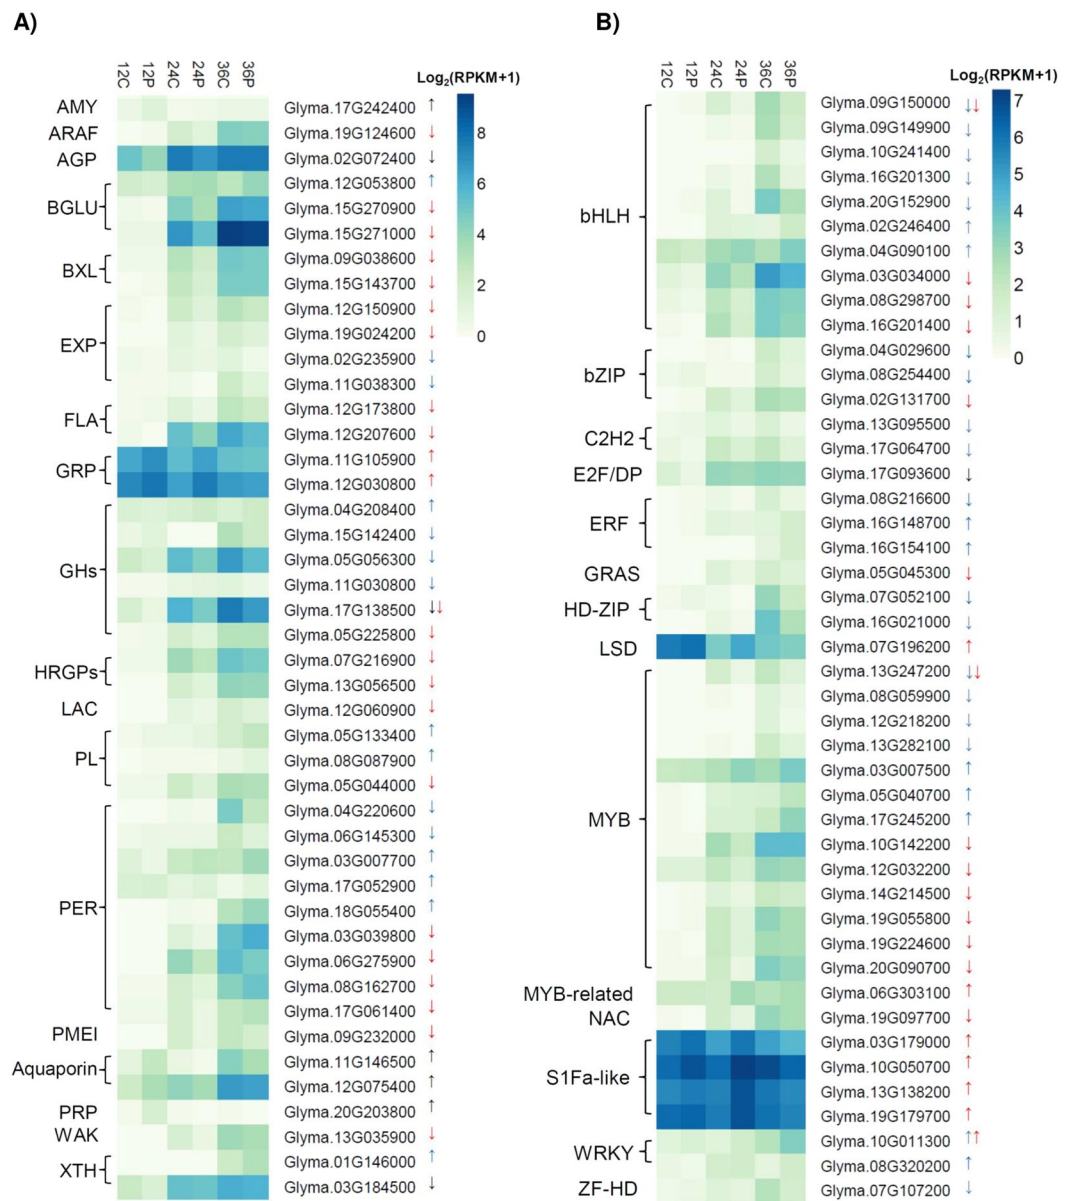 A)
12C 12P 24C 24P 36C 36P
Log2(RPKM+1)
8
6
4
2
0
AMY Glyma.17G242400 ↑
ARAF Glyma.19G124600 ↓
AGP Glyma.02G072400 ↓
BGLU
Glyma.12G053800 ↑
Glyma.15G270900 ↓
Glyma.15G271000 ↓
BXL
Glyma.09G038600 ↓
Glyma.15G143700 ↓
EXP
Glyma.12G150900 ↓
Glyma.19G024200 ↓
Glyma.02G235900 ↓
Glyma.11G038300 ↓
FLA
Glyma.12G173800 ↓
Glyma.12G207600 ↓
GRP
Glyma.11G105900 ↑
Glyma.12G030800 ↑
GHs
Glyma.04G208400 ↑
Glyma.15G142400 ↓
Glyma.05G056300 ↓
Glyma.11G030800 ↓
Glyma.17G138500 ↓↓
Glyma.05G225800 ↓
HRGPs
Glyma.07G216900 ↓
Glyma.13G056500 ↓
LAC Glyma.12G060900 ↓
PL
Glyma.05G133400 ↑
Glyma.08G087900 ↑
Glyma.05G044000 ↓
PER
Glyma.04G220600 ↓
Glyma.06G145300 ↓
Glyma.03G007700 ↑
Glyma.17G052900 ↑
Glyma.18G055400 ↑
Glyma.03G039800 ↓
Glyma.06G275900 ↓
Glyma.08G162700 ↓
Glyma.17G061400 ↓
PMEI Glyma.09G232000 ↓
Aquaporin
Glyma.11G146500 ↑
Glyma.12G075400 ↑
PRP Glyma.20G203800 ↑
WAK Glyma.13G035900 ↓
XTH
Glyma.01G146000 ↑
Glyma.03G184500 ↓
B)
12C 12P 24C 24P 36C 36P
Log2(RPKM+1)
7
6
5
4
3
2
1
0
bHLH
Glyma.09G150000 ↓↓
Glyma.09G149900 ↓
Glyma.10G241400 ↓
Glyma.16G201300 ↓
Glyma.20G152900 ↓
Glyma.02G246400 ↑
Glyma.04G090100 ↑
Glyma.03G034000 ↓
Glyma.08G298700 ↓
Glyma.16G201400 ↓
bZIP
Glyma.04G029600 ↓
Glyma.08G254400 ↓
Glyma.02G131700 ↓
C2H2
Glyma.13G095500 ↓
Glyma.17G064700 ↓
E2F/DP Glyma.17G093600 ↓
ERF
Glyma.08G216600 ↓
Glyma.16G148700 ↑
Glyma.16G154100 ↑
GRAS Glyma.05G045300 ↓
HD-ZIP
Glyma.07G052100 ↓
Glyma.16G021000 ↓
LSD Glyma.07G196200 ↑
MYB
Glyma.13G247200 ↓↓
Glyma.08G059900 ↓
Glyma.12G218200 ↓
Glyma.13G282100 ↓
Glyma.03G007500 ↑
Glyma.05G040700 ↑
Glyma.17G245200 ↑
Glyma.10G142200 ↓
Glyma.12G032200 ↓
Glyma.14G214500 ↓
Glyma.19G055800 ↓
Glyma.19G224600 ↓
Glyma.20G090700 ↓
MYB-related Glyma.06G303100 ↑
NAC Glyma.19G097700 ↓
S1Fa-like
Glyma.03G179000 ↑
Glyma.10G050700 ↑
Glyma.13G138200 ↑
Glyma.19G179700 ↑
WRKY
Glyma.10G011300 ↑↑
Glyma.08G320200 ↑
ZF-HD Glyma.07G107200 ↓